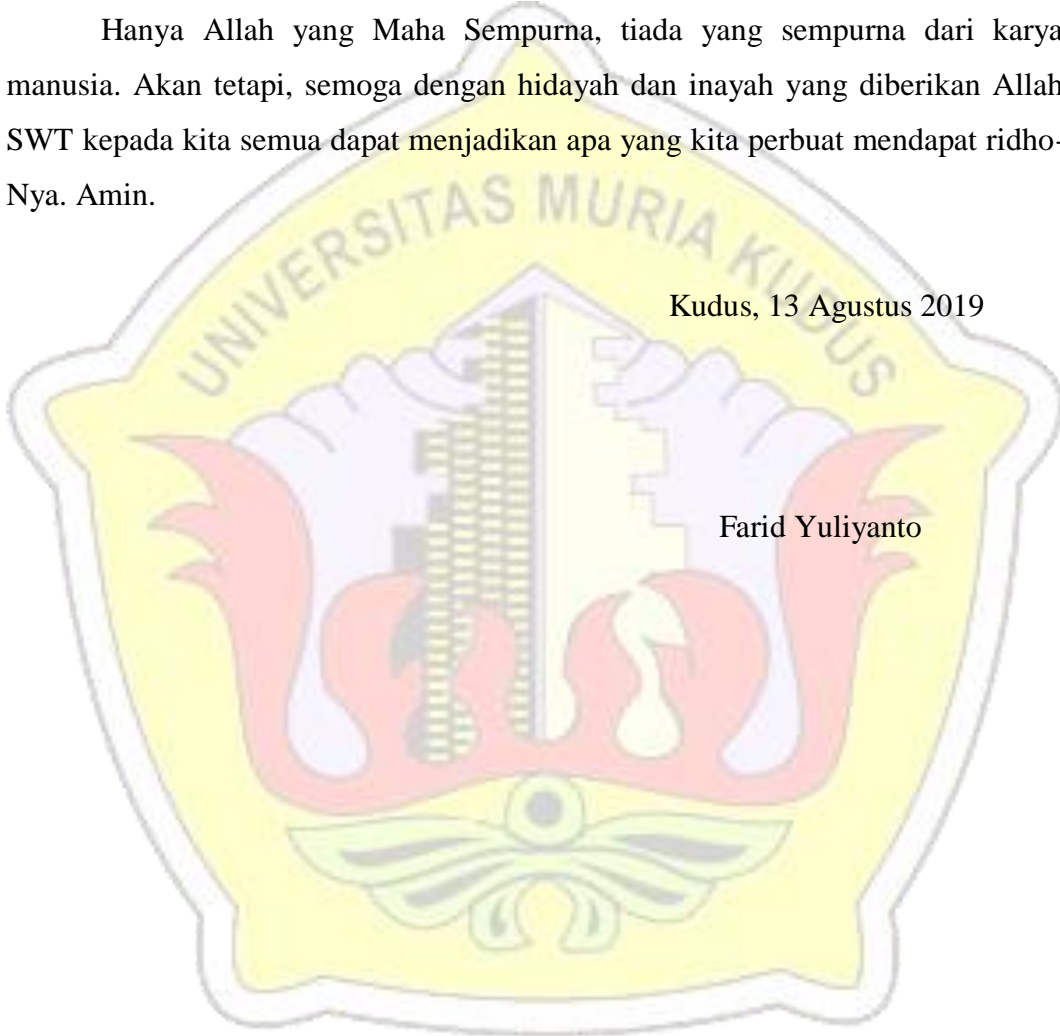 Hanya Allah yang Maha Sempurna, tiada yang sempurna dari karya
manusia. Akan tetapi, semoga dengan hidayah dan inayah yang diberikan Allah
SWT kepada kita semua dapat menjadikan apa yang kita perbuat mendapat ridho-
Nya. Amin.
UNIVERSITAS MURIA KUDUS
Kudus, 13 Agustus 2019
Farid Yuliyanto